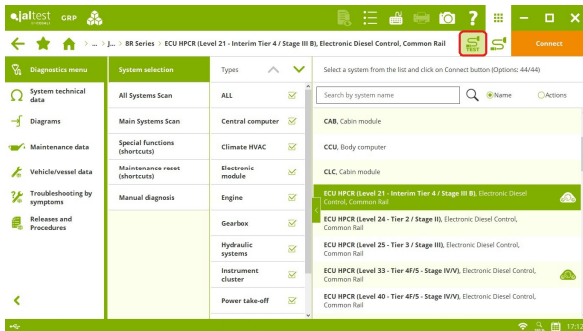 jaltest GRP
BY COJALI
?
> ... > J... > BR Series > ECU HPCR (Level 21 - Interim Tier 4 / Stage III B), Electronic Diesel Control, Common Rail
TEST
Connect
Diagnostics menu
System technical
data
Diagrams
Maintenance data
Vehicle/vessel data
Troubleshooting by
symptoms
Releases and
Procedures
System selection
All Systems Scan
Main Systems Scan
Special functions
(shortcuts)
Maintenance reset
(shortcuts)
Manual diagnosis
Types
ALL
Central computer
Climate HVAC
Electronic
module
Engine
Gearbox
Hydraulic
systems
Instrument
cluster
Power take-off
Select a system from the list and click on Connect button (Options: 44/44)
Search by system name
Name
Actions
CAB, Cabin module
CCU, Body computer
CLC, Cabin module
ECU HPCR (Level 21 - Interim Tier 4 / Stage III B), Electronic Diesel
Control, Common Rail
ECU HPCR (Level 24 - Tier 2 / Stage II), Electronic Diesel Control,
Common Rail
ECU HPCR (Level 25 - Tier 3 / Stage III), Electronic Diesel Control,
Common Rail
ECU HPCR (Level 33 - Tier 4F/5 - Stage IV/V), Electronic Diesel Control,
Common Rail
ECU HPCR (Level 40 - Tier 4F/5 - Stage IV/V), Electronic Diesel Control,
Common Rail
17:12